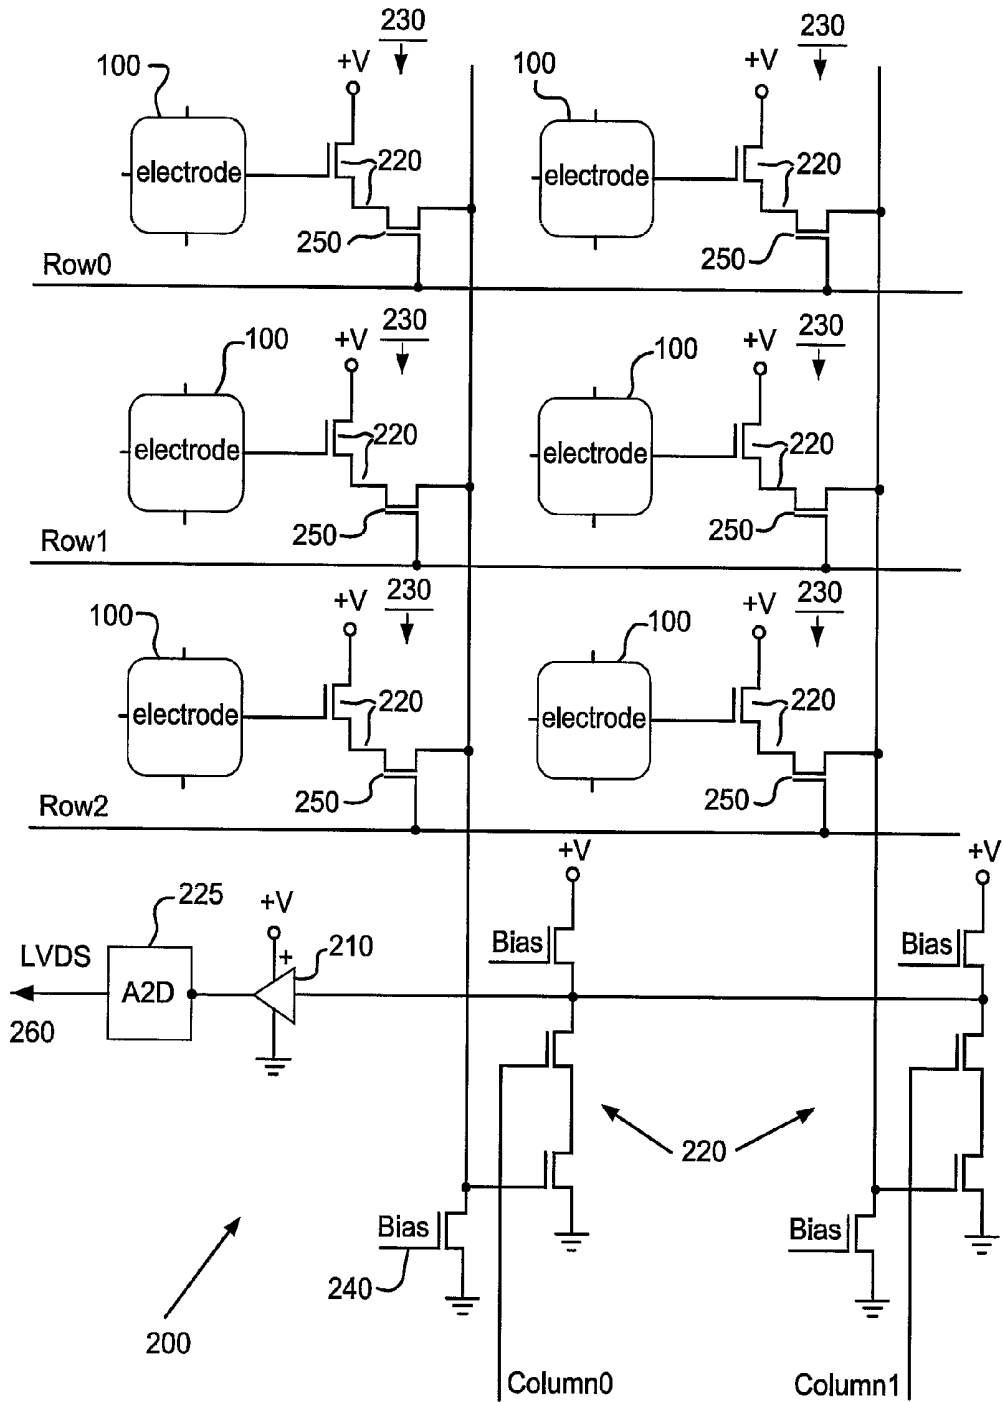 230
230
+V
+V
100
100
electrode
220
electrode
220
250
250
Row0
230
230
+V
+V
100
100
electrode
220
electrode
220
250
250
Row1
230
230
+V
+V
100
100
electrode
220
electrode
220
250
250
Row2
+V
+V
225
+V
Bias
210
Bias
LVDS
+
A2D
260
220
Bias
Bias
240
200
Column0
Column1